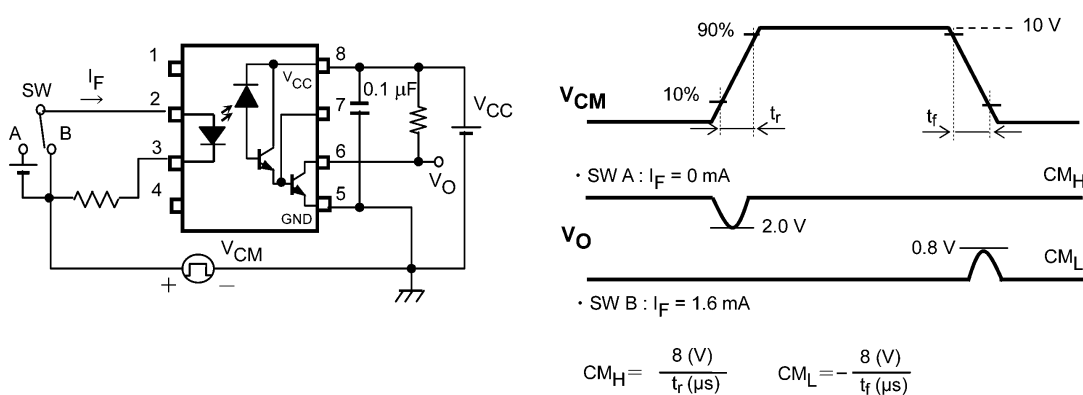 1
8
I_F
V_CC
0.1 μF
SW
2
7
V_CC
A
B
3
6
V_O
4
5
GND
V_CM
+
−
90%
10 V
V_CM
10%
t_r
t_f
・SW A : I_F = 0 mA
CM_H
2.0 V
V_O
0.8 V
CM_L
・SW B : I_F = 1.6 mA
CM_H= 8 (V) / t_r (μs)
CM_L=- 8 (V) / t_f (μs)